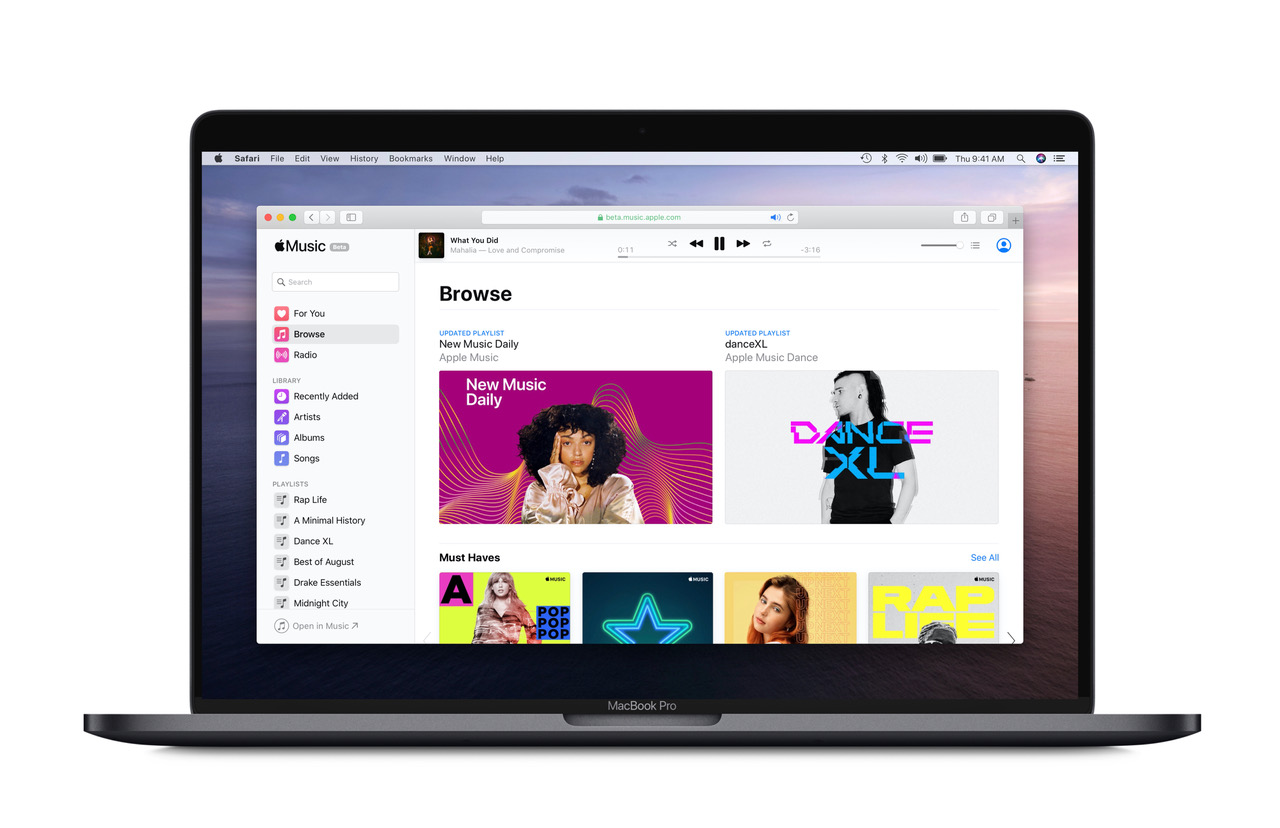 Safari File Edit View History Bookmarks Window Help Thu 9:41 AM
beta.music.apple.com
Music Beta
What You Did
Mahalia — Love and Compromise
0:11
-3:16
Search
For You
Browse
Radio
LIBRARY
Recently Added
Artists
Albums
Songs
PLAYLISTS
Rap Life
A Minimal History
Dance XL
Best of August
Drake Essentials
Midnight City
Open in Music
Browse
UPDATED PLAYLIST
New Music Daily
Apple Music
New Music
Daily
UPDATED PLAYLIST
danceXL
Apple Music Dance
DANCE
XL
Must Haves
See All
A
MUSIC
POP
POP
POP
MUSIC
MUSIC
RAP
LIFE
MacBook Pro